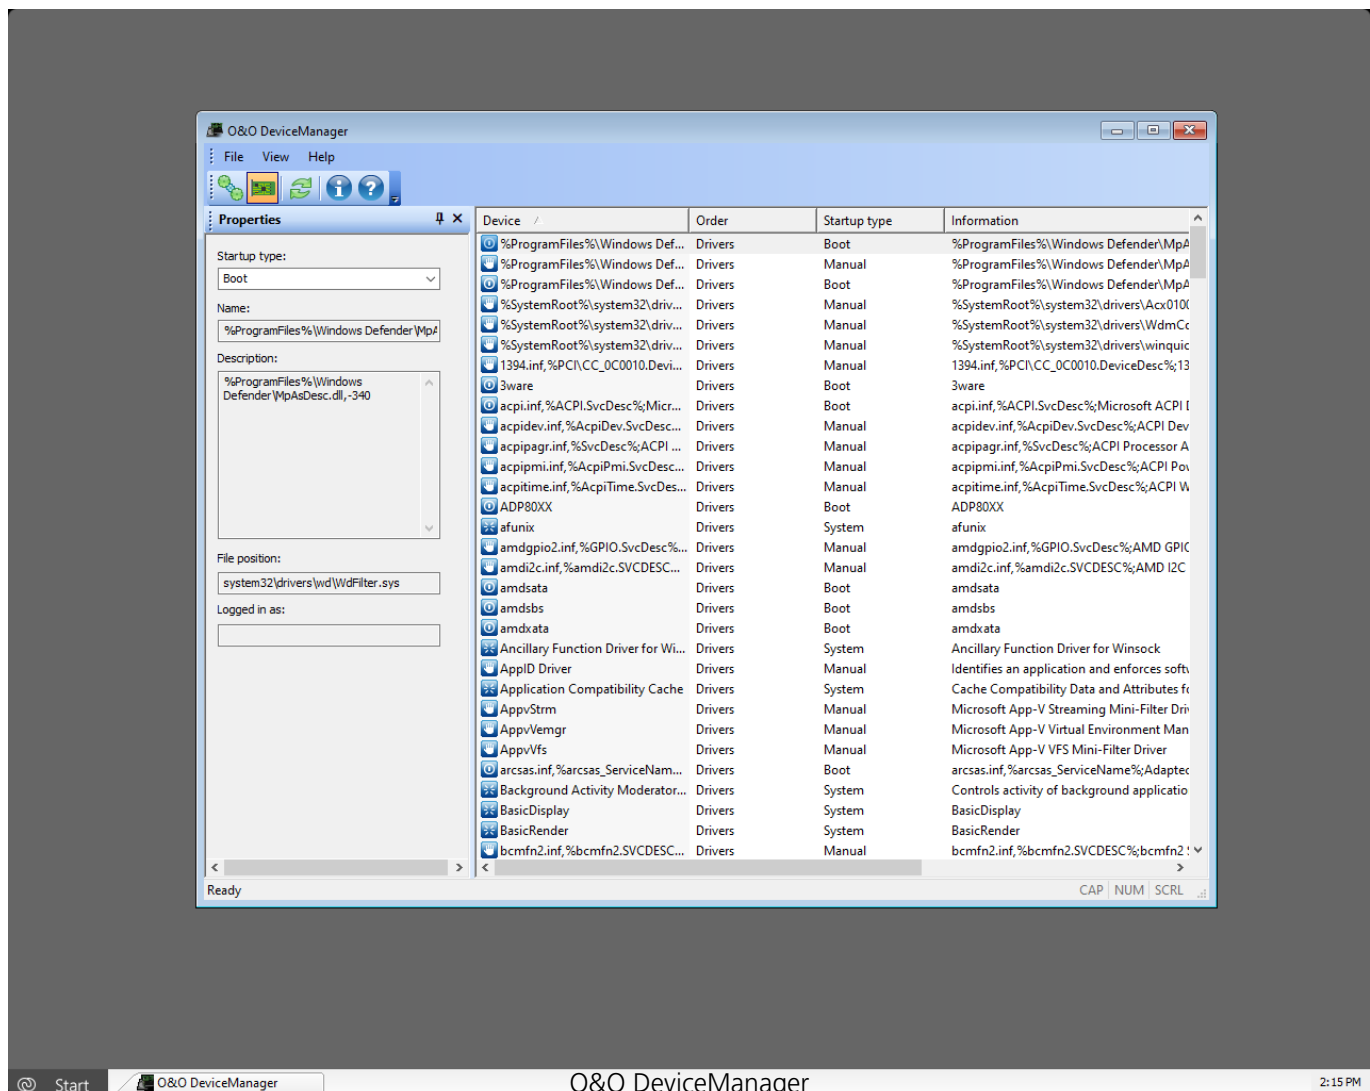 O&O DeviceManager
File View Help
Properties
Startup type:
Boot
Name:
%ProgramFiles%\Windows Defender\MpA
Description:
%ProgramFiles%\Windows
Defender\MpAsDesc.dll,-340
File position:
system32\drivers\wd\WdFilter.sys
Logged in as:
Device Order Startup type Information
%ProgramFiles%\Windows Def... Drivers Boot %ProgramFiles%\Windows Defender\MpA
%ProgramFiles%\Windows Def... Drivers Manual %ProgramFiles%\Windows Defender\MpA
%ProgramFiles%\Windows Def... Drivers Boot %ProgramFiles%\Windows Defender\MpA
%SystemRoot%\system32\driv... Drivers Manual %SystemRoot%\system32\drivers\Acx0100
%SystemRoot%\system32\driv... Drivers Manual %SystemRoot%\system32\drivers\WdmCo
%SystemRoot%\system32\driv... Drivers Manual %SystemRoot%\system32\drivers\winquic
1394.inf,%PCI\CC_0C0010.Devi... Drivers Manual 1394.inf,%PCI\CC_0C0010.DeviceDesc%;13
3ware Drivers Boot 3ware
acpi.inf,%ACPI.SvcDesc%;Micr... Drivers Boot acpi.inf,%ACPI.SvcDesc%;Microsoft ACPI D
acpidev.inf,%AcpiDev.SvcDesc... Drivers Manual acpidev.inf,%AcpiDev.SvcDesc%;ACPI Dev
acpipagr.inf,%SvcDesc%;ACPI ... Drivers Manual acpipagr.inf,%SvcDesc%;ACPI Processor A
acpipmi.inf,%AcpiPmi.SvcDesc... Drivers Manual acpipmi.inf,%AcpiPmi.SvcDesc%;ACPI Pow
acpitime.inf,%AcpiTime.SvcDes... Drivers Manual acpitime.inf,%AcpiTime.SvcDesc%;ACPI W
ADP80XX Drivers Boot ADP80XX
afunix Drivers System afunix
amdgpio2.inf,%GPIO.SvcDesc%... Drivers Manual amdgpio2.inf,%GPIO.SvcDesc%;AMD GPIO
amdi2c.inf,%amdi2c.SVCDESC... Drivers Manual amdi2c.inf,%amdi2c.SVCDESC%;AMD I2C
amdsata Drivers Boot amdsata
amdsbs Drivers Boot amdsbs
amdxata Drivers Boot amdxata
Ancillary Function Driver for Wi... Drivers System Ancillary Function Driver for Winsock
AppID Driver Drivers Manual Identifies an application and enforces softw
Application Compatibility Cache Drivers System Cache Compatibility Data and Attributes fo
AppvStrm Drivers Manual Microsoft App-V Streaming Mini-Filter Driv
AppvVemgr Drivers Manual Microsoft App-V Virtual Environment Man
AppvVfs Drivers Manual Microsoft App-V VFS Mini-Filter Driver
arcsas.inf,%arcsas_ServiceNam... Drivers Boot arcsas.inf,%arcsas_ServiceName%;Adaptec
Background Activity Moderator... Drivers System Controls activity of background applicatio
BasicDisplay Drivers System BasicDisplay
BasicRender Drivers System BasicRender
bcmfn2.inf,%bcmfn2.SVCDESC... Drivers Manual bcmfn2.inf,%bcmfn2.SVCDESC%;bcmfn2 S
Ready CAP NUM SCRL
Start O&O DeviceManager O&O DeviceManager 2:15 PM